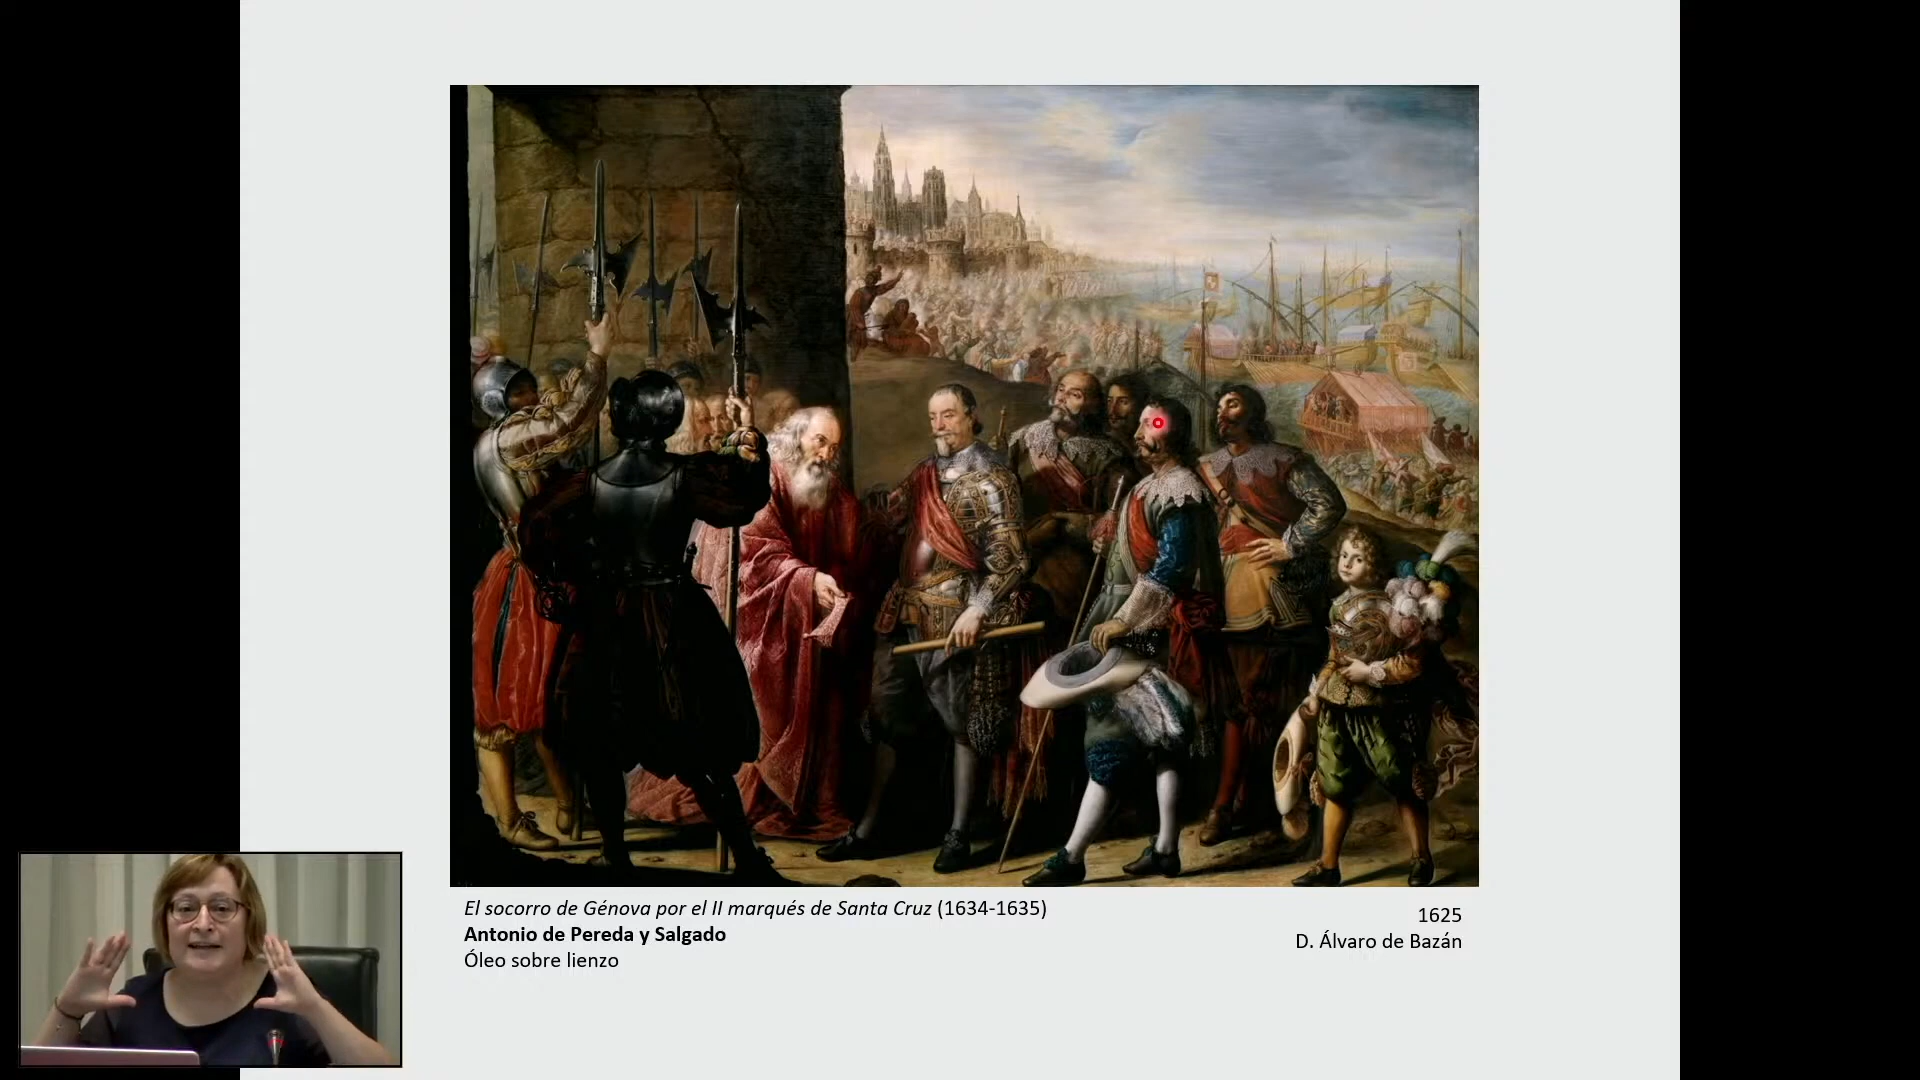 El socorro de Génova por el II marqués de Santa Cruz (1634-1635)
Antonio de Pereda y Salgado
Óleo sobre lienzo
1625
D. Álvaro de Bazán